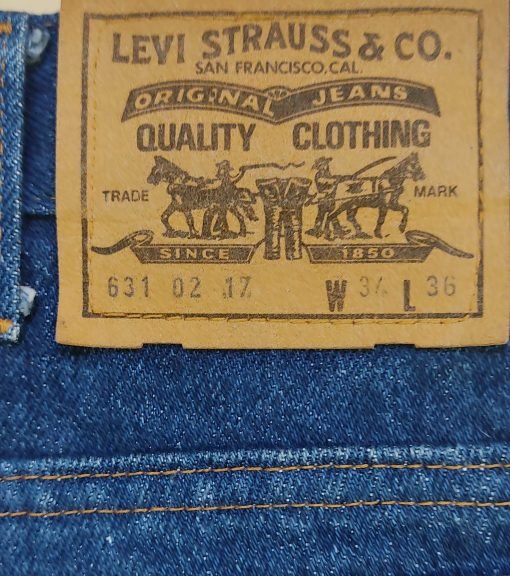 LEVI STRAUSS & CO.
SAN FRANCISCO, CAL.
ORIGINAL JEANS
QUALITY CLOTHING
TRADE MARK
SINCE 1850
631 02 17 W 34 L 36